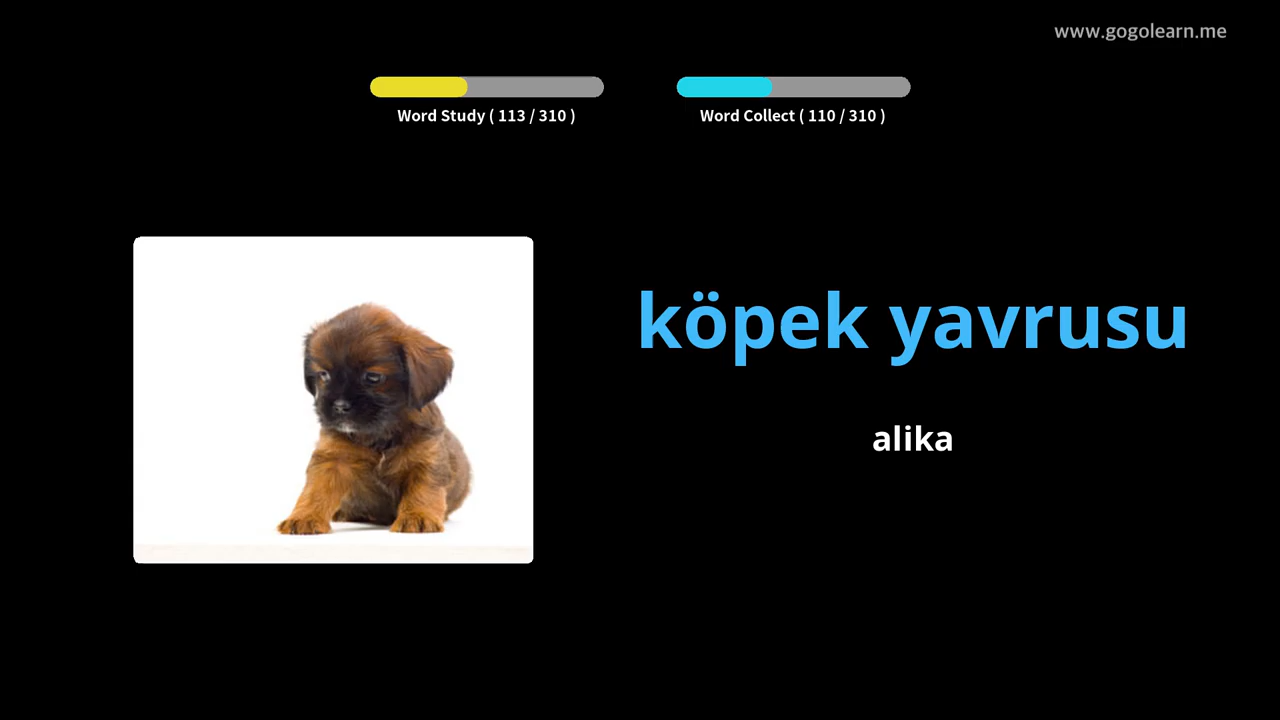 www.gogolearn.me
Word Study ( 113 / 310 )
Word Collect ( 110 / 310 )
köpek yavrusu
alika